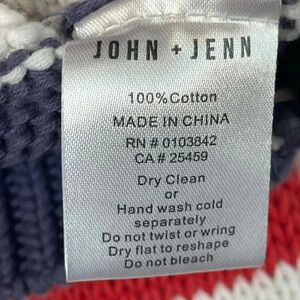 JOHN + JENN
100%Cotton
MADE IN CHINA
RN # 0103842
CA # 25459
Dry Clean
or
Hand wash cold
separately
Do not twist or wring
Dry flat to reshape
Do not bleach